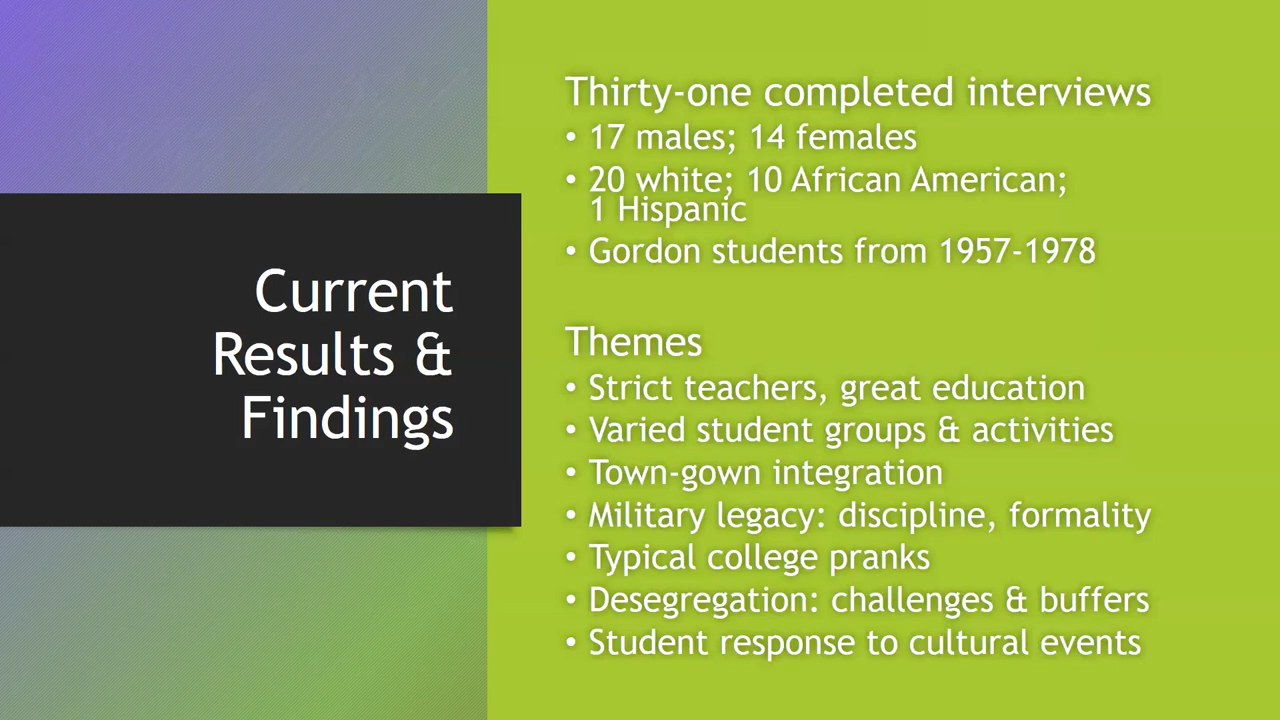 Current
Results &
Findings
Thirty-one completed interviews
• 17 males; 14 females
• 20 white; 10 African American;
1 Hispanic
• Gordon students from 1957-1978
Themes
• Strict teachers, great education
• Varied student groups & activities
• Town-gown integration
• Military legacy: discipline, formality
• Typical college pranks
• Desegregation: challenges & buffers
• Student response to cultural events